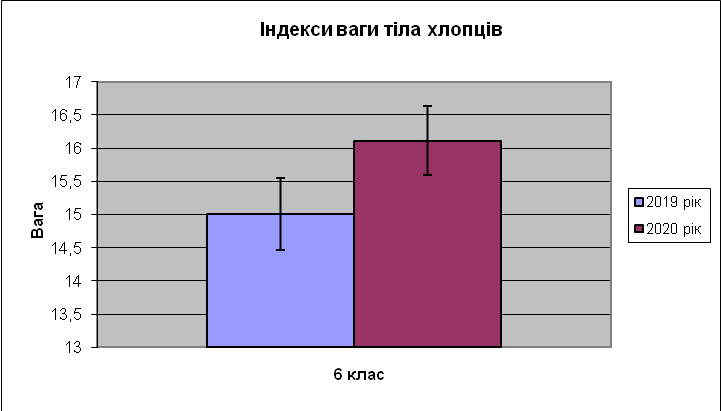 Індекси ваги тіла хлопців
17
16,5
16
15,5
15
14,5
14
13,5
13
Вага
6 клас
2019 рік
2020 рік